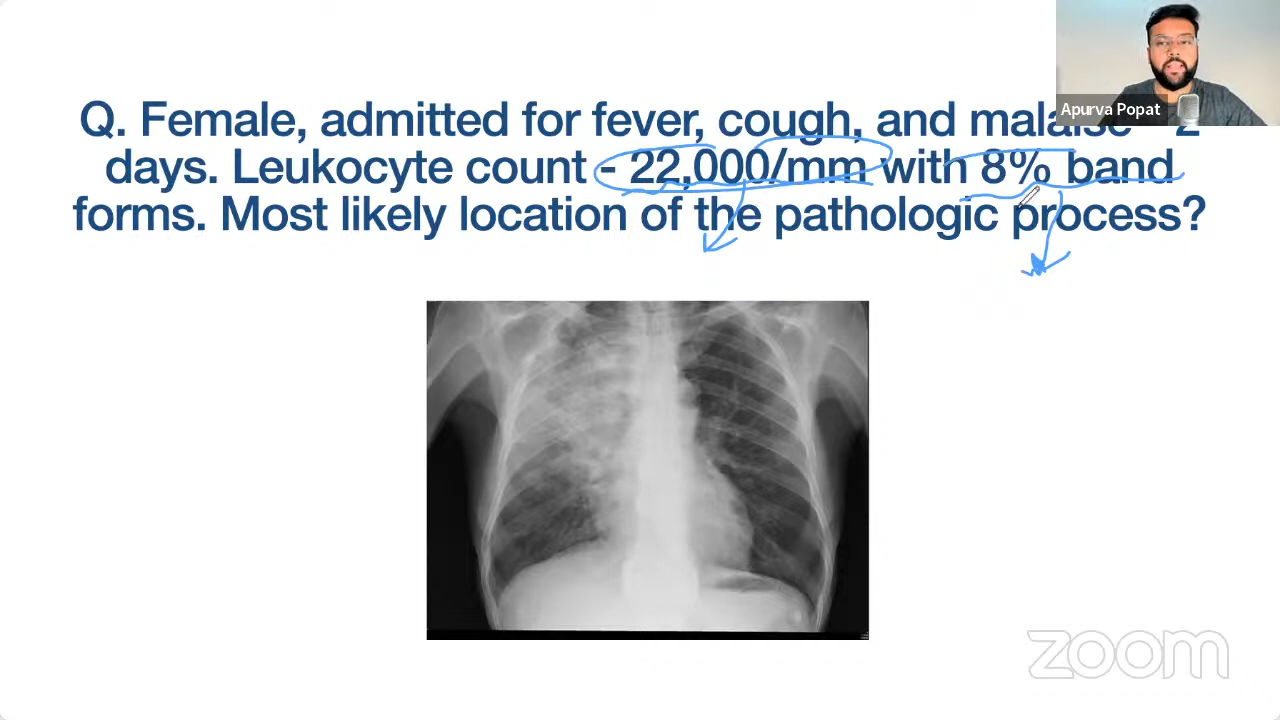 Q. Female, admitted for fever, cough, and malaise 2
days. Leukocyte count - 22,000/mm with 8% band
forms. Most likely location of the pathologic process?
Apurva Popat
zoom